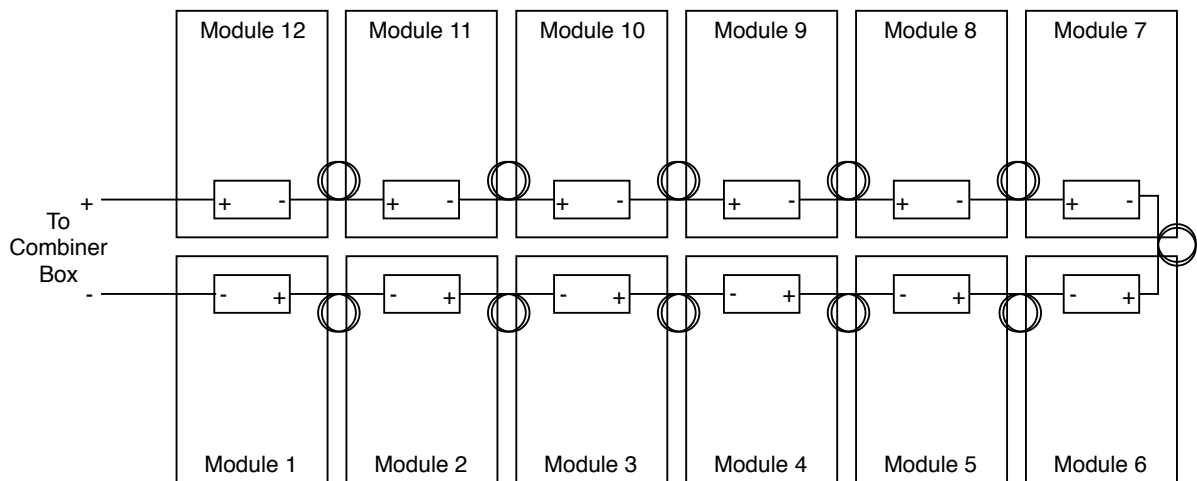 Module 12 Module 11 Module 10 Module 9 Module 8 Module 7
+ + - + - + - + - + - + -
To
Combiner
Box
- - + - + - + - + - + - +
Module 1 Module 2 Module 3 Module 4 Module 5 Module 6